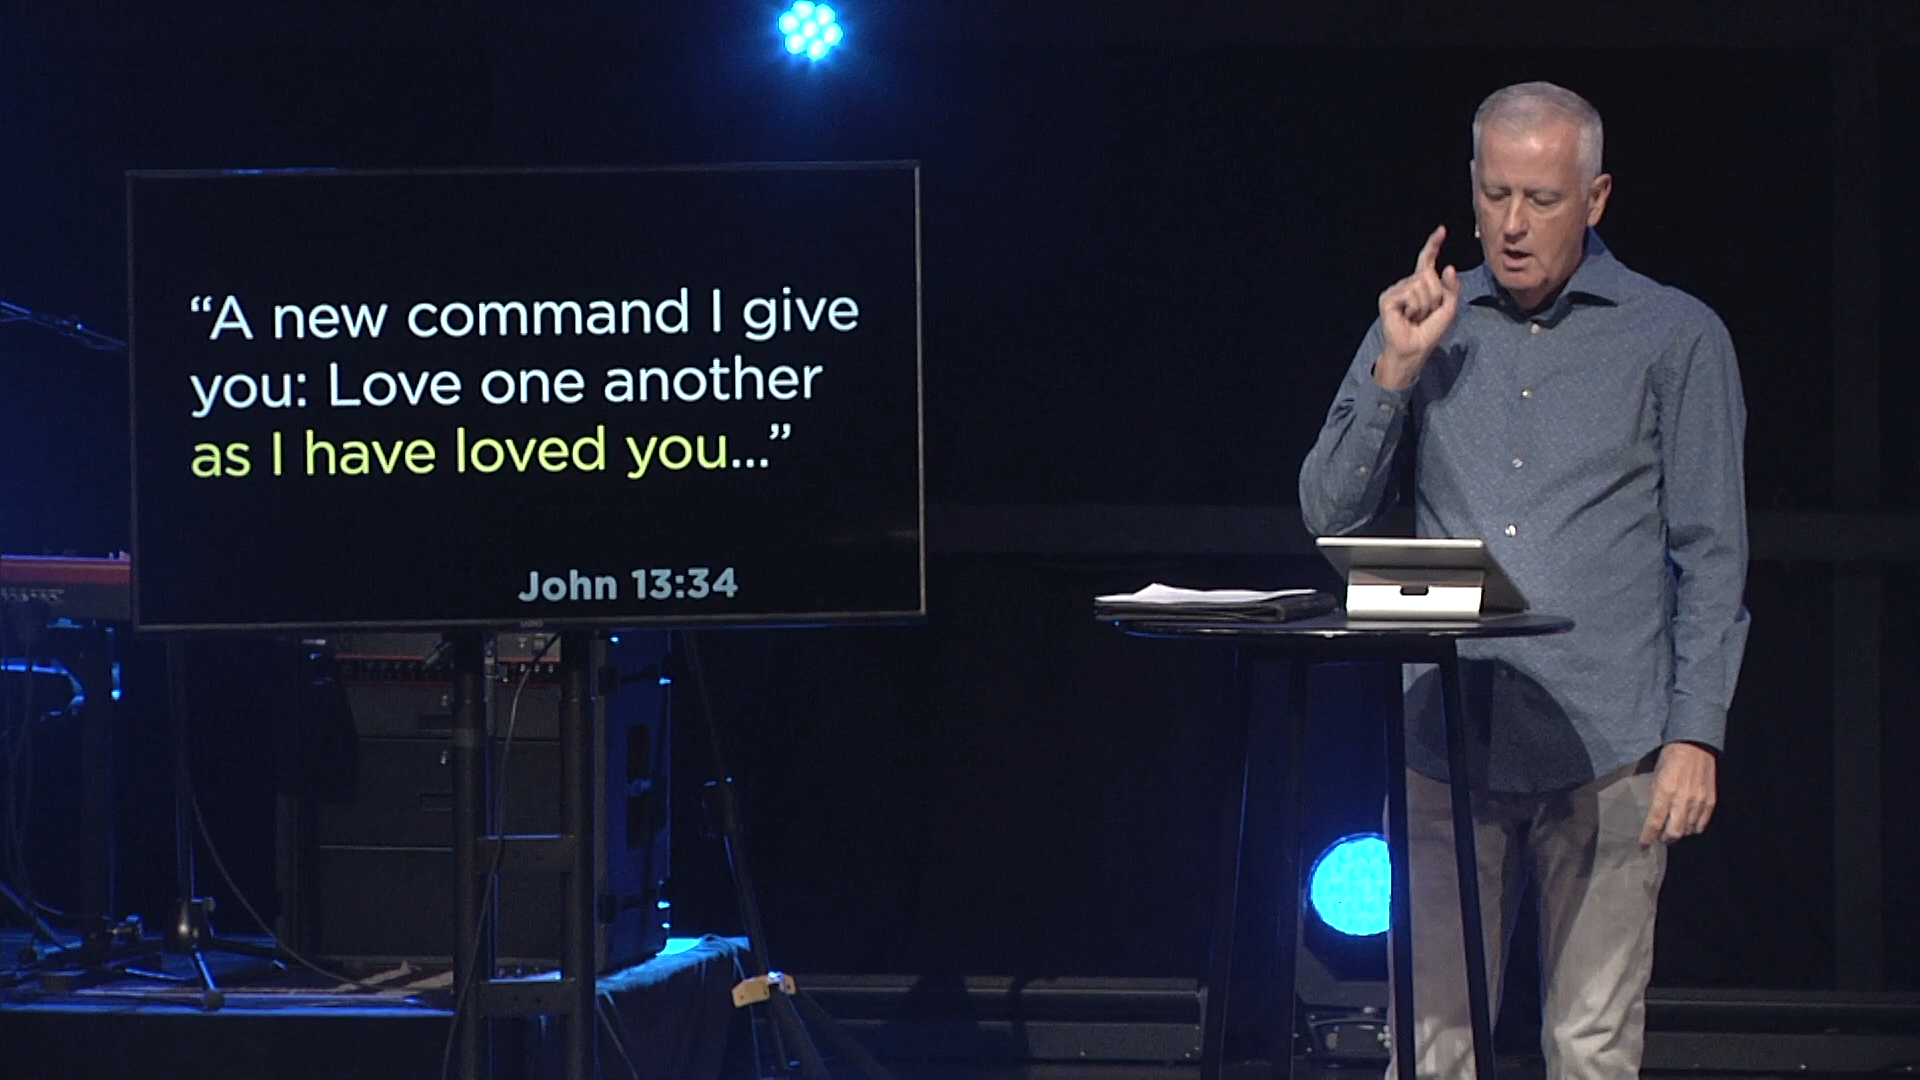 “A new command I give
you: Love one another
as I have loved you...”
John 13:34